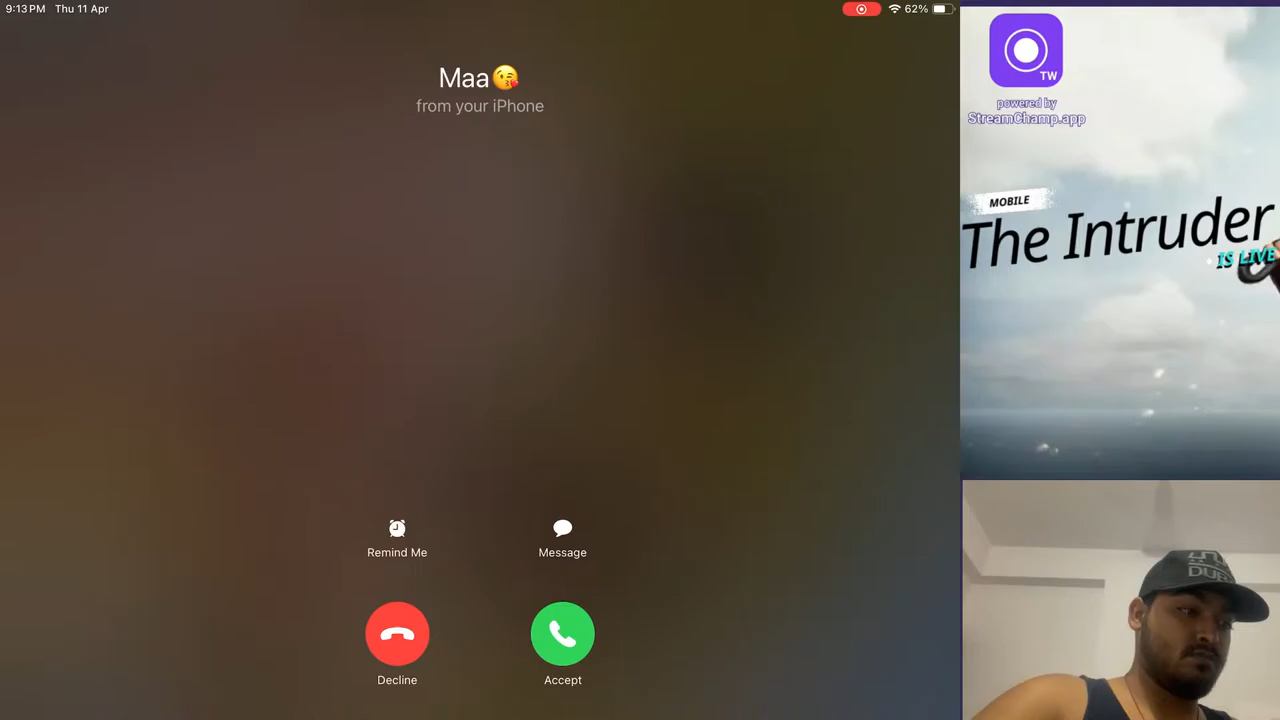 9:13 PM Thu 11 Apr
62%
Maa😘
from your iPhone
Remind Me
Message
Decline
Accept
TW
powered by
StreamChamp.app
MOBILE
The Intruder
IS LIVE